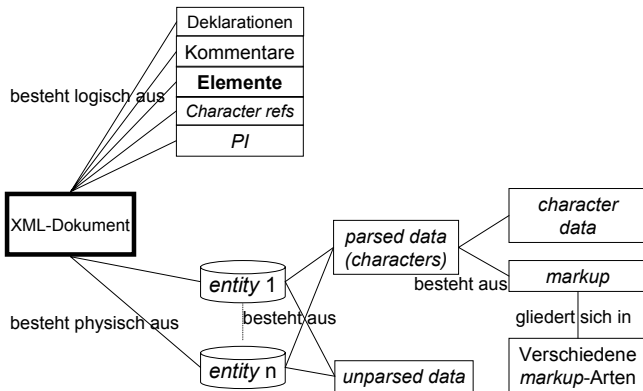 Deklarationen
Kommentare
Elemente
besteht logisch aus
Character refs
PI
XML-Dokument
character
data
parsed data
(characters)
entity 1
markup
besteht aus
besteht physisch aus
besteht aus
gliedert sich in
entity n
unparsed data
Verschiedene
markup-Arten